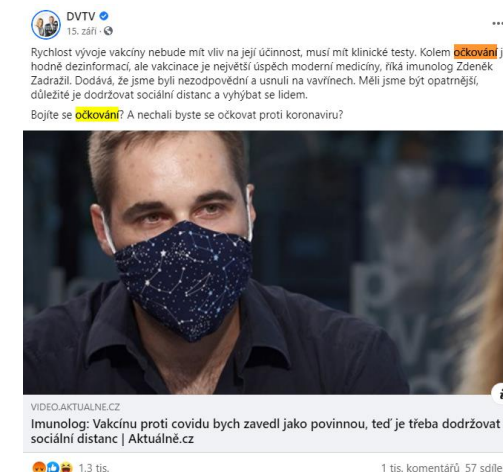 DVTV
15. září
Rychlost vývoje vakcíny nebude mít vliv na její účinnost, musí mít klinické testy. Kolem očkování j
hodně dezinformací, ale vakcinace je největší úspěch moderní medicíny, říká imunolog Zdeněk
Zadražil. Dodává, že jsme byli nezodpovědní a usnuli na vavřínech. Měli jsme být opatrnější,
důležité je dodržovat sociální distanc a vyhýbat se lidem.
Bojíte se očkování? A nechali byste se očkovat proti koronaviru?
VIDEO.AKTUALNE.CZ
Imunolog: Vakcínu proti covidu bych zavedl jako povinnou, teď je třeba dodržovat
sociální distanc | Aktuálně.cz
1,3 tis.
1 tis. komentářů 57 sdíle